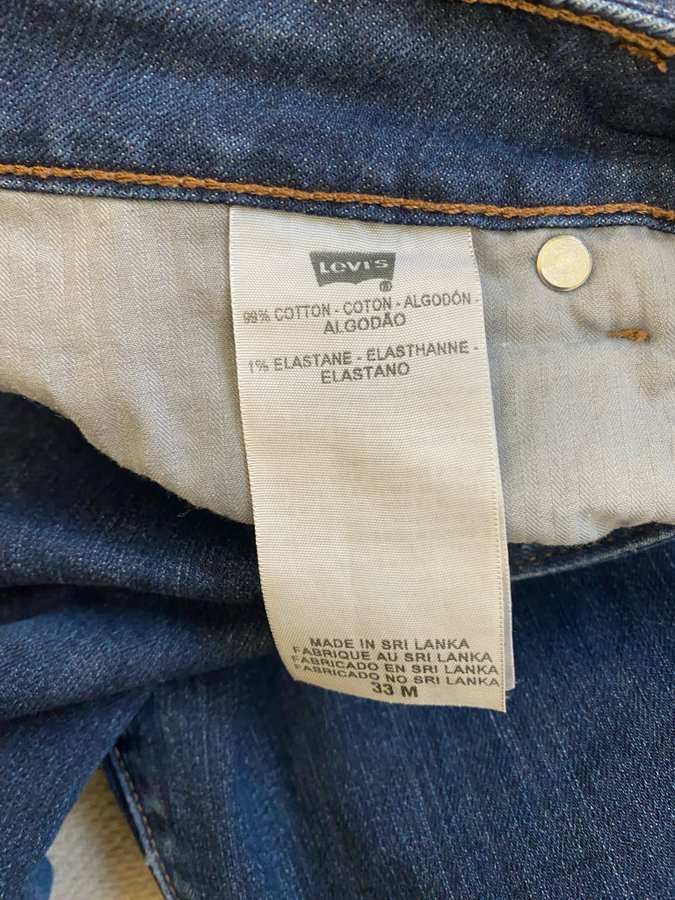 Levi's
®
99% COTTON - COTON - ALGODÓN -
ALGODÃO
1% ELASTANE - ELASTHANNE -
ELASTANO
MADE IN SRI LANKA
FABRIQUE AU SRI LANKA
FABRICADO EN SRI LANKA
FABRICADO NO SRI LANKA
33 M